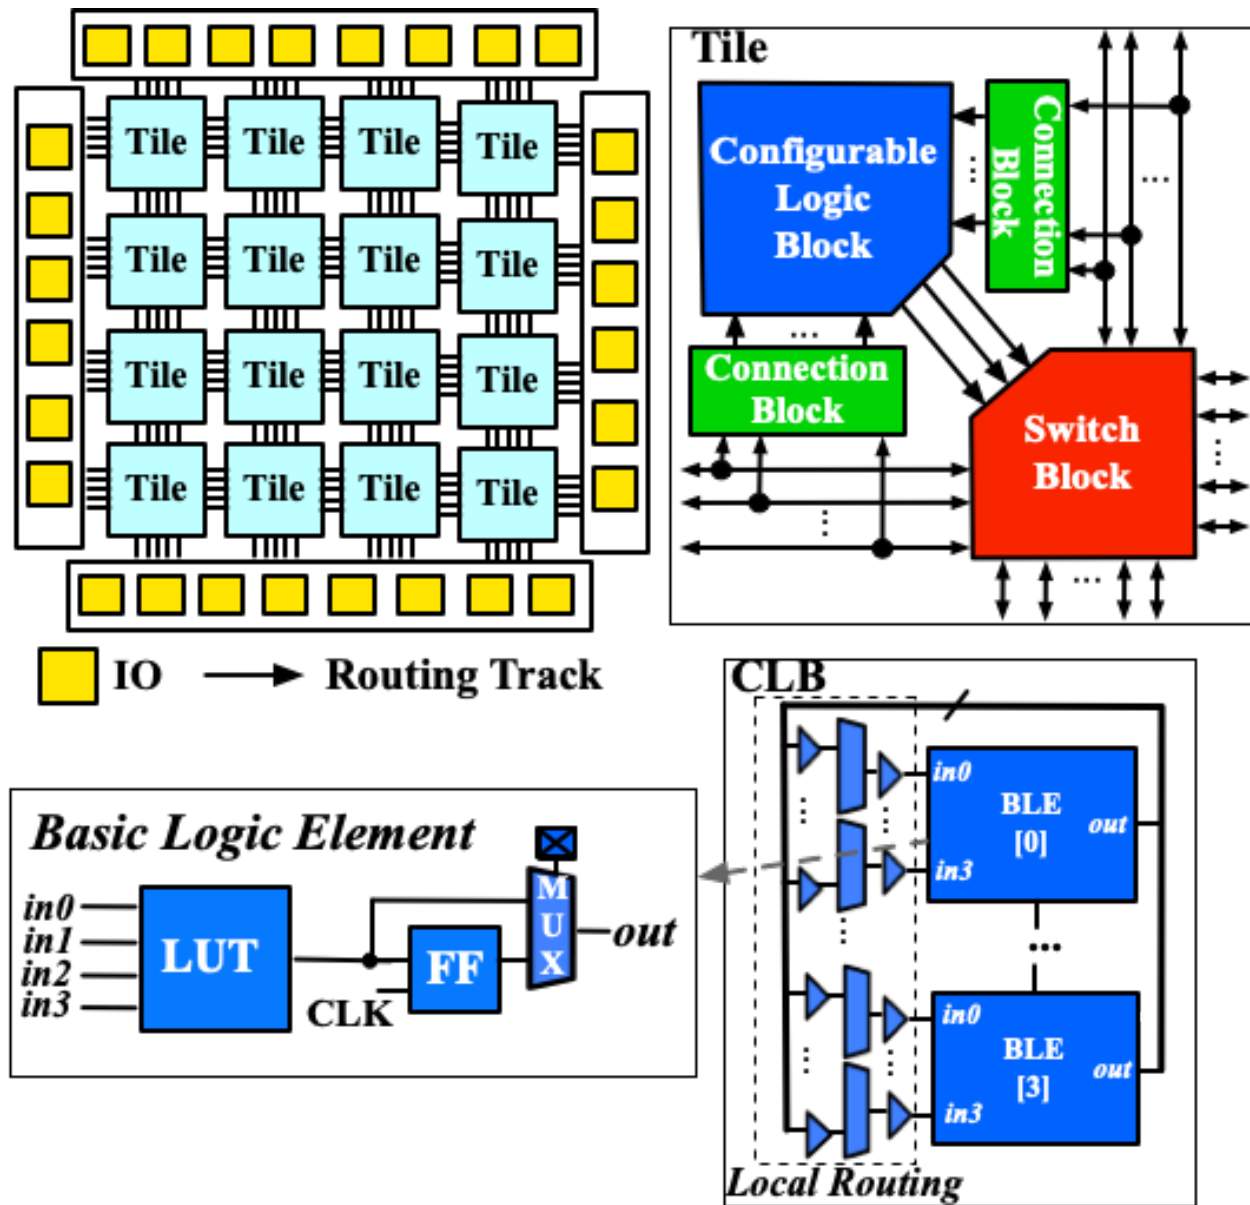 Tile Tile Tile Tile
Tile Tile Tile Tile
Tile Tile Tile Tile
Tile Tile Tile Tile
IO
Routing Track
Tile
Configurable
Logic
Block
Connection
Block
...
...
Connection
Block
...
...
Switch
Block
...
...
Basic Logic Element
in0
in1
in2
in3
LUT
CLK
FF
MUX
out
CLB
in0
BLE
[0]
out
in3
...
...
...
...
in0
BLE
[3]
out
in3
...
...
Local Routing